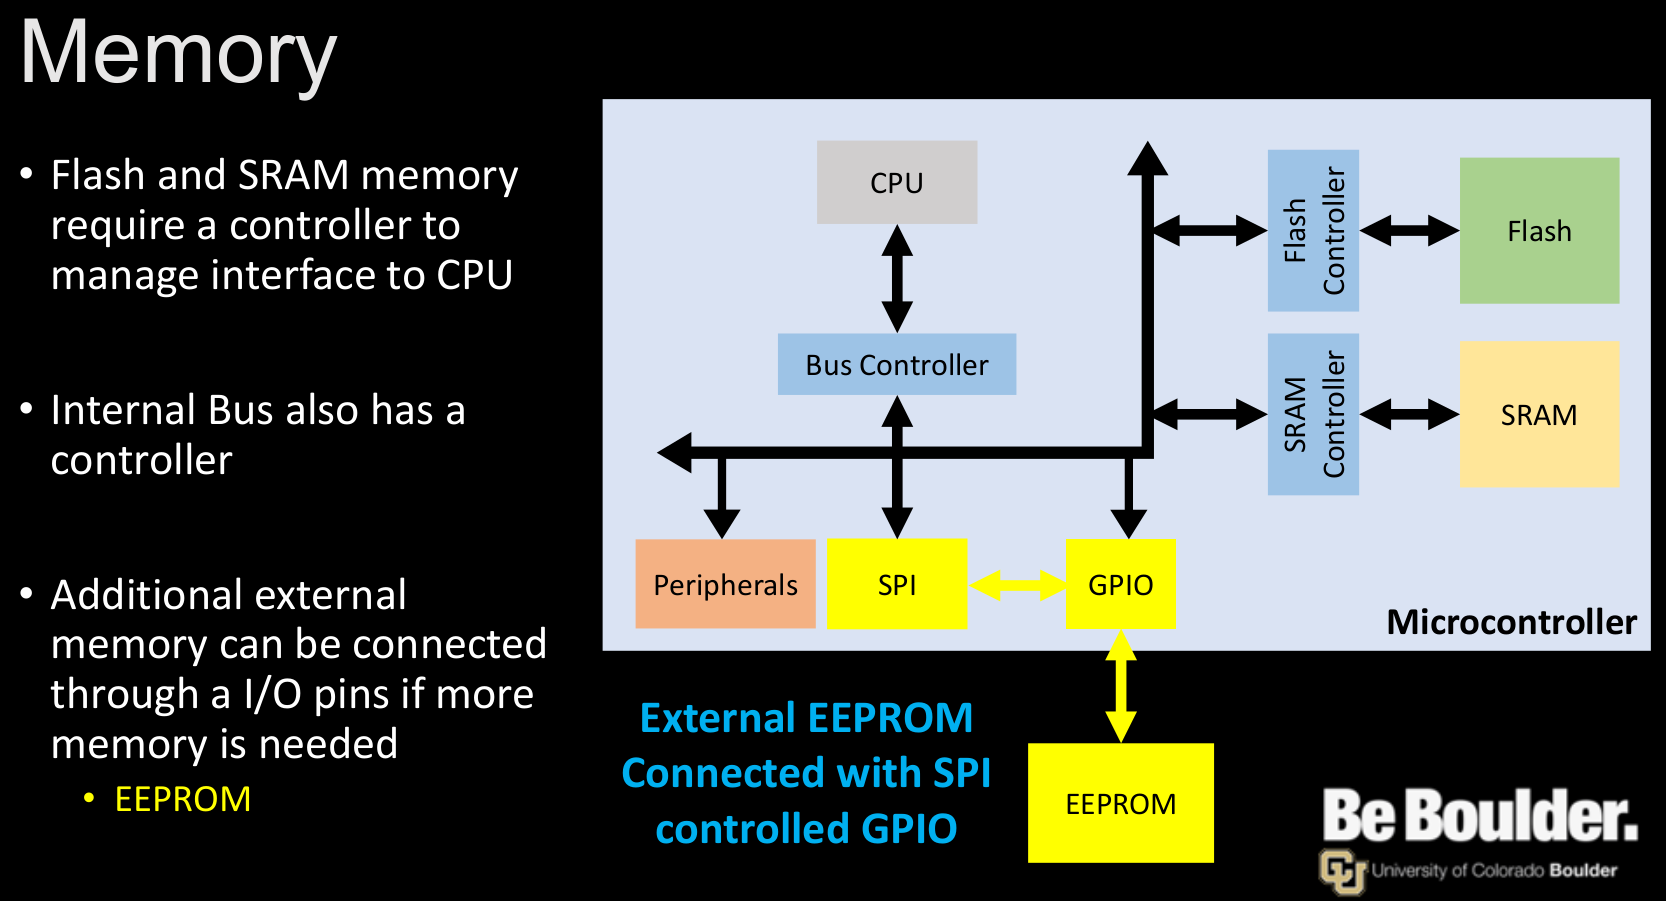 Memory
• Flash and SRAM memory
require a controller to
manage interface to CPU
• Internal Bus also has a
controller
• Additional external
memory can be connected
through a I/O pins if more
memory is needed
• EEPROM
CPU
Bus Controller
Flash
Controller
Flash
SRAM
Controller
SRAM
Peripherals
SPI
GPIO
Microcontroller
External EEPROM
Connected with SPI
controlled GPIO
EEPROM
Be Boulder.
CU
University of Colorado Boulder